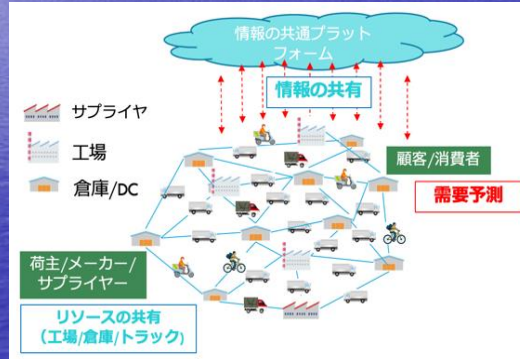 情報の共通プラット
フォーム
情報の共有
サプライヤ
工場
倉庫/DC
顧客/消費者
需要予測
荷主/メーカー/
サプライヤー
リソースの共有
（工場/倉庫/トラック)